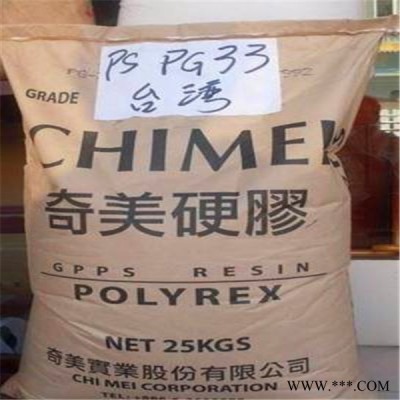 PS PG33
台湾
GRADE
CHIMEI
奇美硬膠
GPPS RESIN
POLYREX
NET 25KGS
奇美實業股份有限公司
CHI MEI CORPORATION
www.***.COM